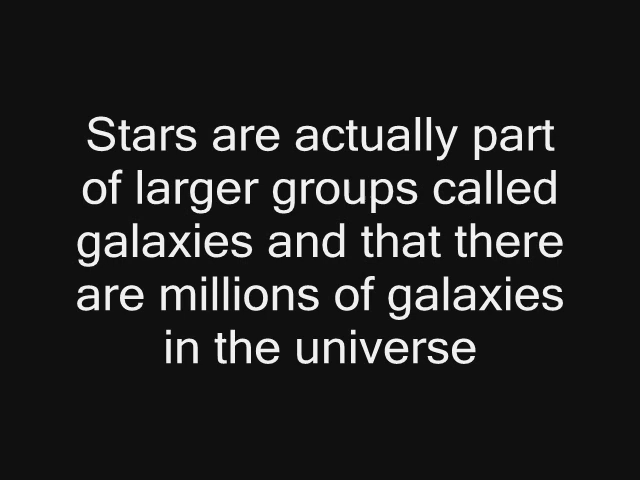 Stars are actually part
of larger groups called
galaxies and that there
are millions of galaxies
in the universe